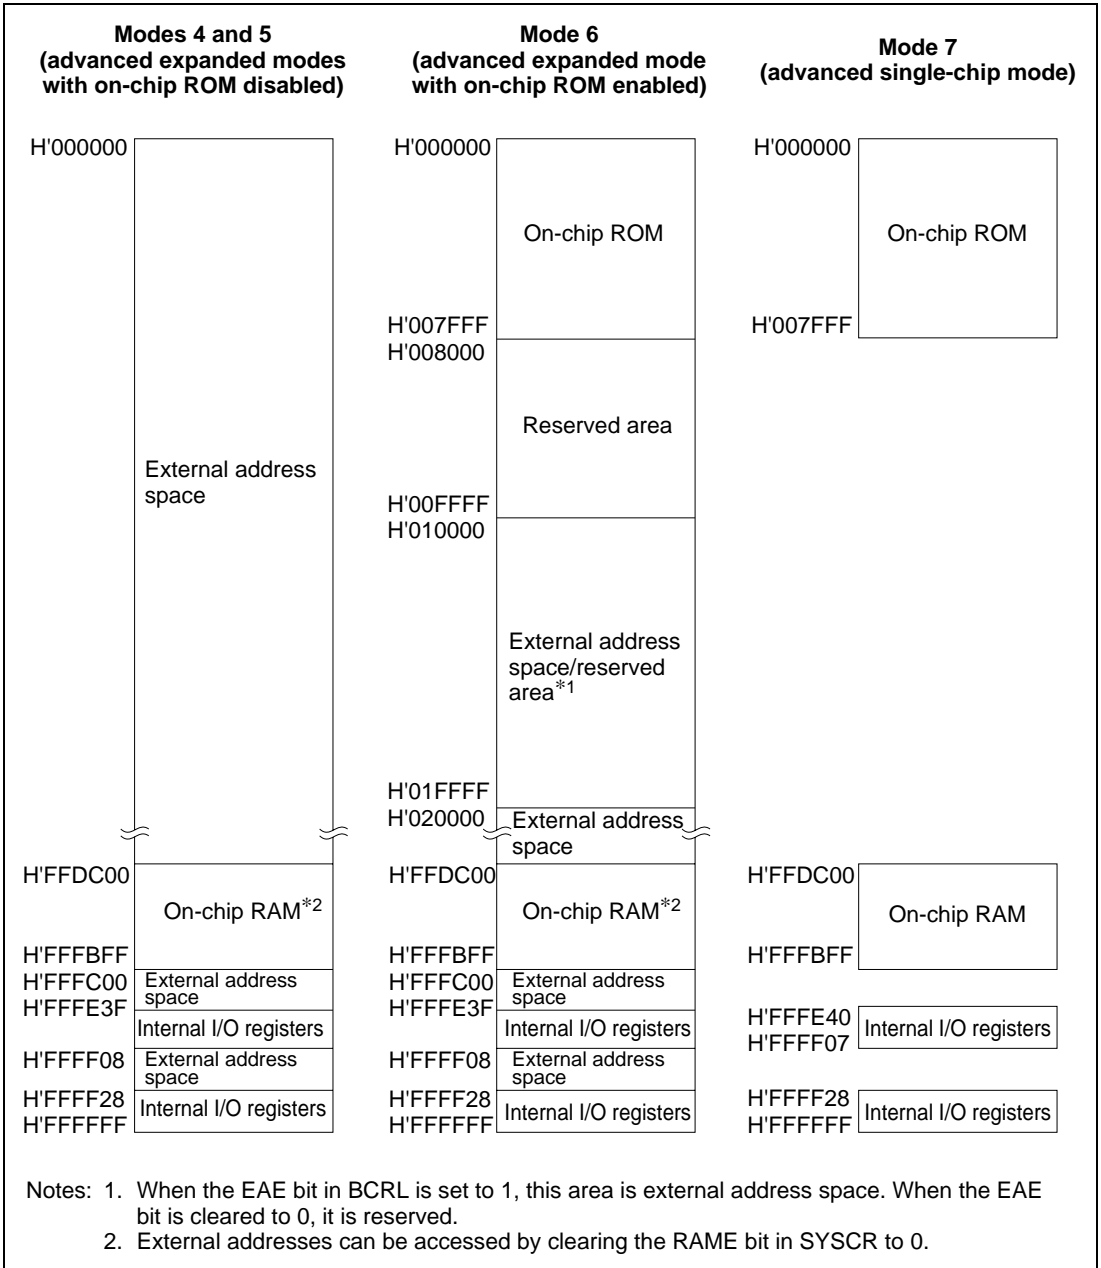 Modes 4 and 5
(advanced expanded modes
with on-chip ROM disabled)
H'000000
External address
space
H'FFDC00
On-chip RAM*2
H'FFFBFF
H'FFFC00
External address
space
H'FFFE3F
Internal I/O registers
H'FFFF08
External address
space
H'FFFF28
Internal I/O registers
H'FFFFFF
Mode 6
(advanced expanded mode
with on-chip ROM enabled)
H'000000
On-chip ROM
H'007FFF
H'008000
Reserved area
H'00FFFF
H'010000
External address
space/reserved
area*1
H'01FFFF
H'020000
External address
space
H'FFDC00
On-chip RAM*2
H'FFFBFF
H'FFFC00
External address
space
H'FFFE3F
Internal I/O registers
H'FFFF08
External address
space
H'FFFF28
Internal I/O registers
H'FFFFFF
Mode 7
(advanced single-chip mode)
H'000000
On-chip ROM
H'007FFF
H'FFDC00
On-chip RAM
H'FFFBFF
H'FFFE40
Internal I/O registers
H'FFFF07
H'FFFF28
Internal I/O registers
H'FFFFFF
Notes: 1. When the EAE bit in BCRL is set to 1, this area is external address space. When the EAE
bit is cleared to 0, it is reserved.
2. External addresses can be accessed by clearing the RAME bit in SYSCR to 0.